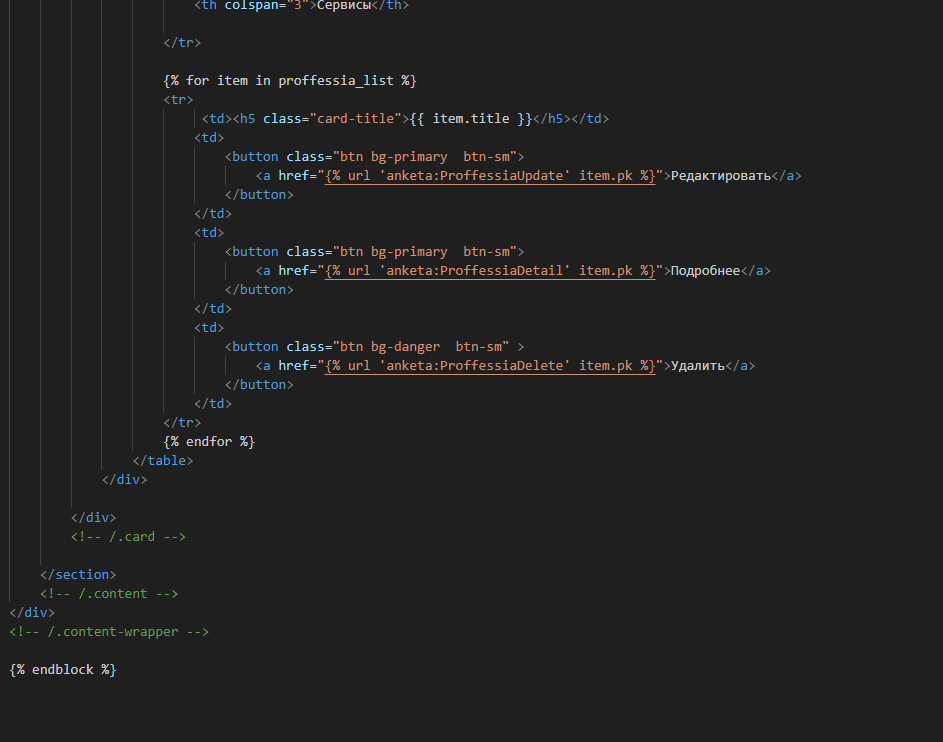 <th colspan="3">Сервисы</th>
</tr>
{% for item in proffessia_list %}
<tr>
<td><h5 class="card-title">{{ item.title }}</h5></td>
<td>
<button class="btn bg-primary  btn-sm">
<a href="{% url 'anketa:ProffessiaUpdate' item.pk %}">Редактировать</a>
</button>
</td>
<td>
<button class="btn bg-primary  btn-sm">
<a href="{% url 'anketa:ProffessiaDetail' item.pk %}">Подробнее</a>
</button>
</td>
<td>
<button class="btn bg-danger  btn-sm" >
<a href="{% url 'anketa:ProffessiaDelete' item.pk %}">Удалить</a>
</button>
</td>
</tr>
{% endfor %}
</table>
</div>
</div>
<!-- /.card -->
</section>
<!-- /.content -->
</div>
<!-- /.content-wrapper -->
{% endblock %}